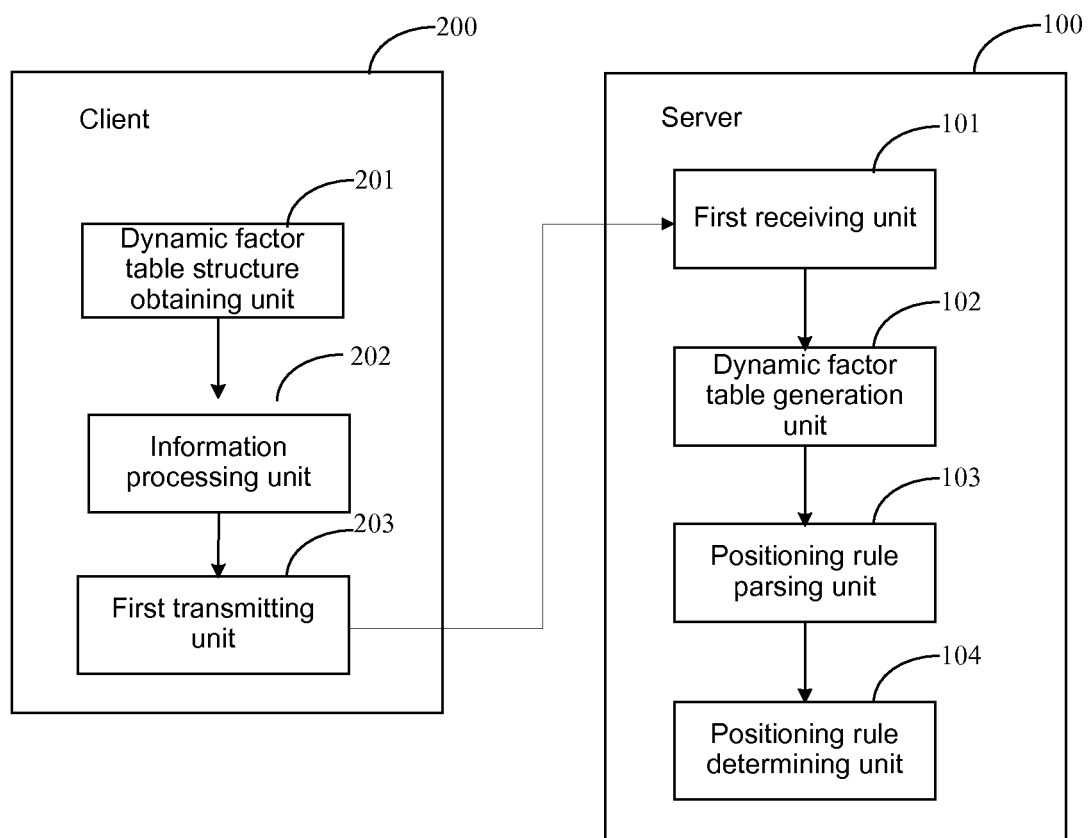 200
Client
201
Dynamic factor
table structure
obtaining unit
202
Information
processing unit
203
First transmitting
unit
100
Server
101
First receiving unit
102
Dynamic factor
table generation
unit
103
Positioning rule
parsing unit
104
Positioning rule
determining unit